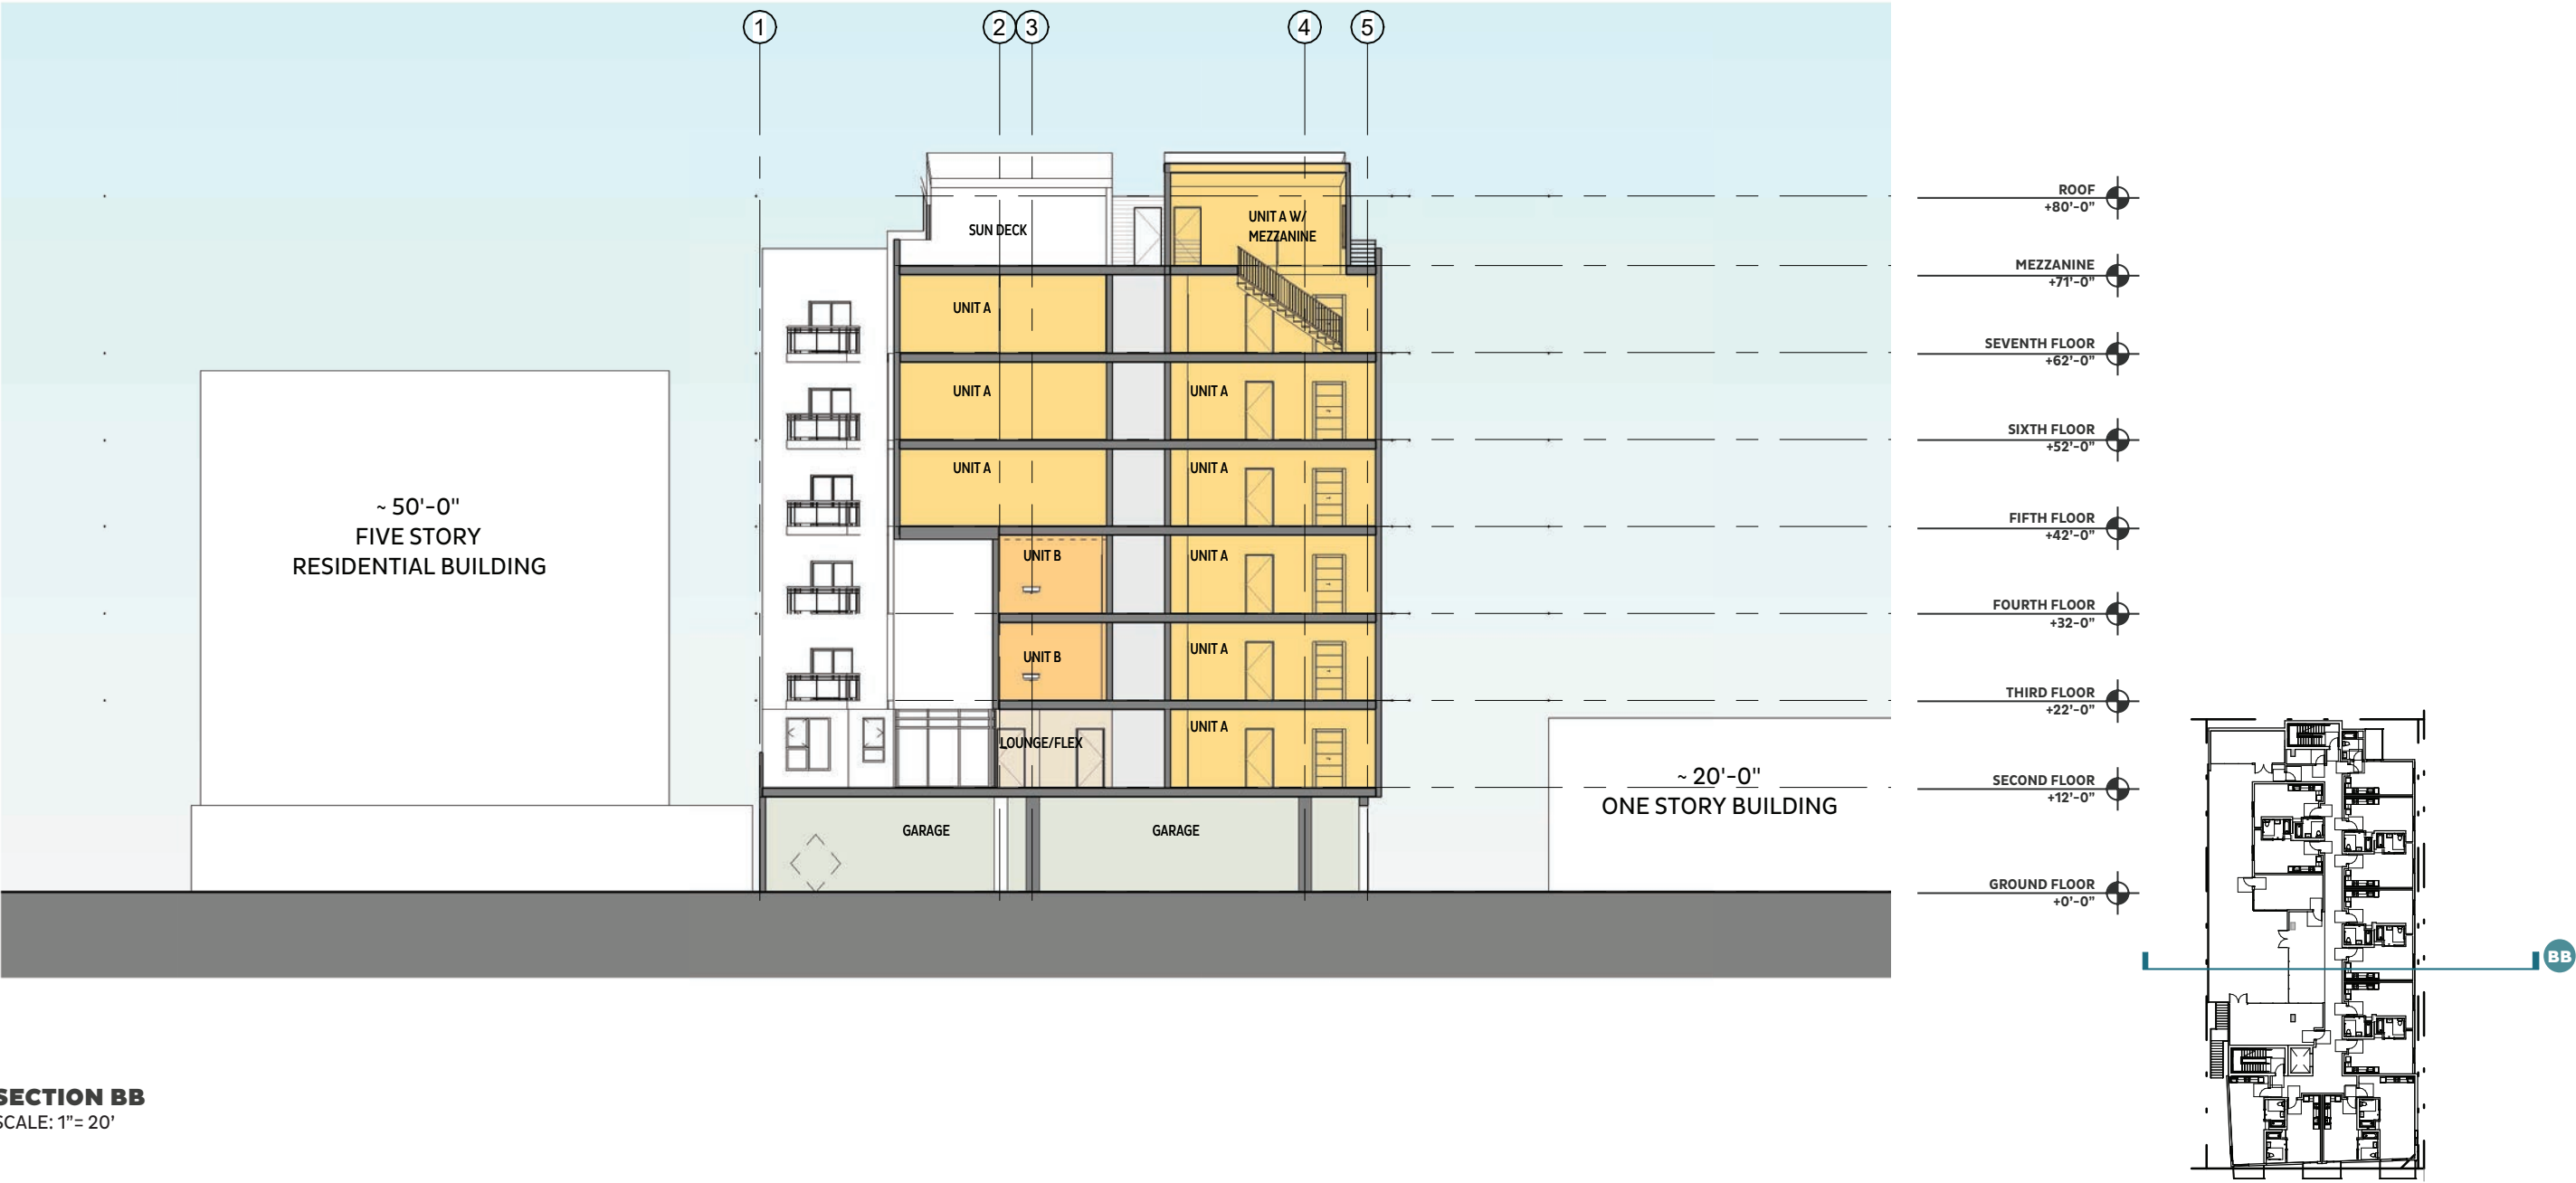 1
2
3
4
5
ROOF
+80'-0"
SUN DECK
UNIT A W/
MEZZANINE
MEZZANINE
+71'-0"
UNIT A
SEVENTH FLOOR
+62'-0"
UNIT A
UNIT A
SIXTH FLOOR
+52'-0"
UNIT A
UNIT A
~ 50'-0"
FIVE STORY
RESIDENTIAL BUILDING
FIFTH FLOOR
+42'-0"
UNIT B
UNIT A
FOURTH FLOOR
+32-0"
UNIT B
UNIT A
THIRD FLOOR
+22'-0"
LOUNGE/FLEX
UNIT A
~ 20'-0"
ONE STORY BUILDING
SECOND FLOOR
+12'-0"
GARAGE
GARAGE
GROUND FLOOR
+0'-0"
BB
SECTION BB
SCALE: 1"= 20'